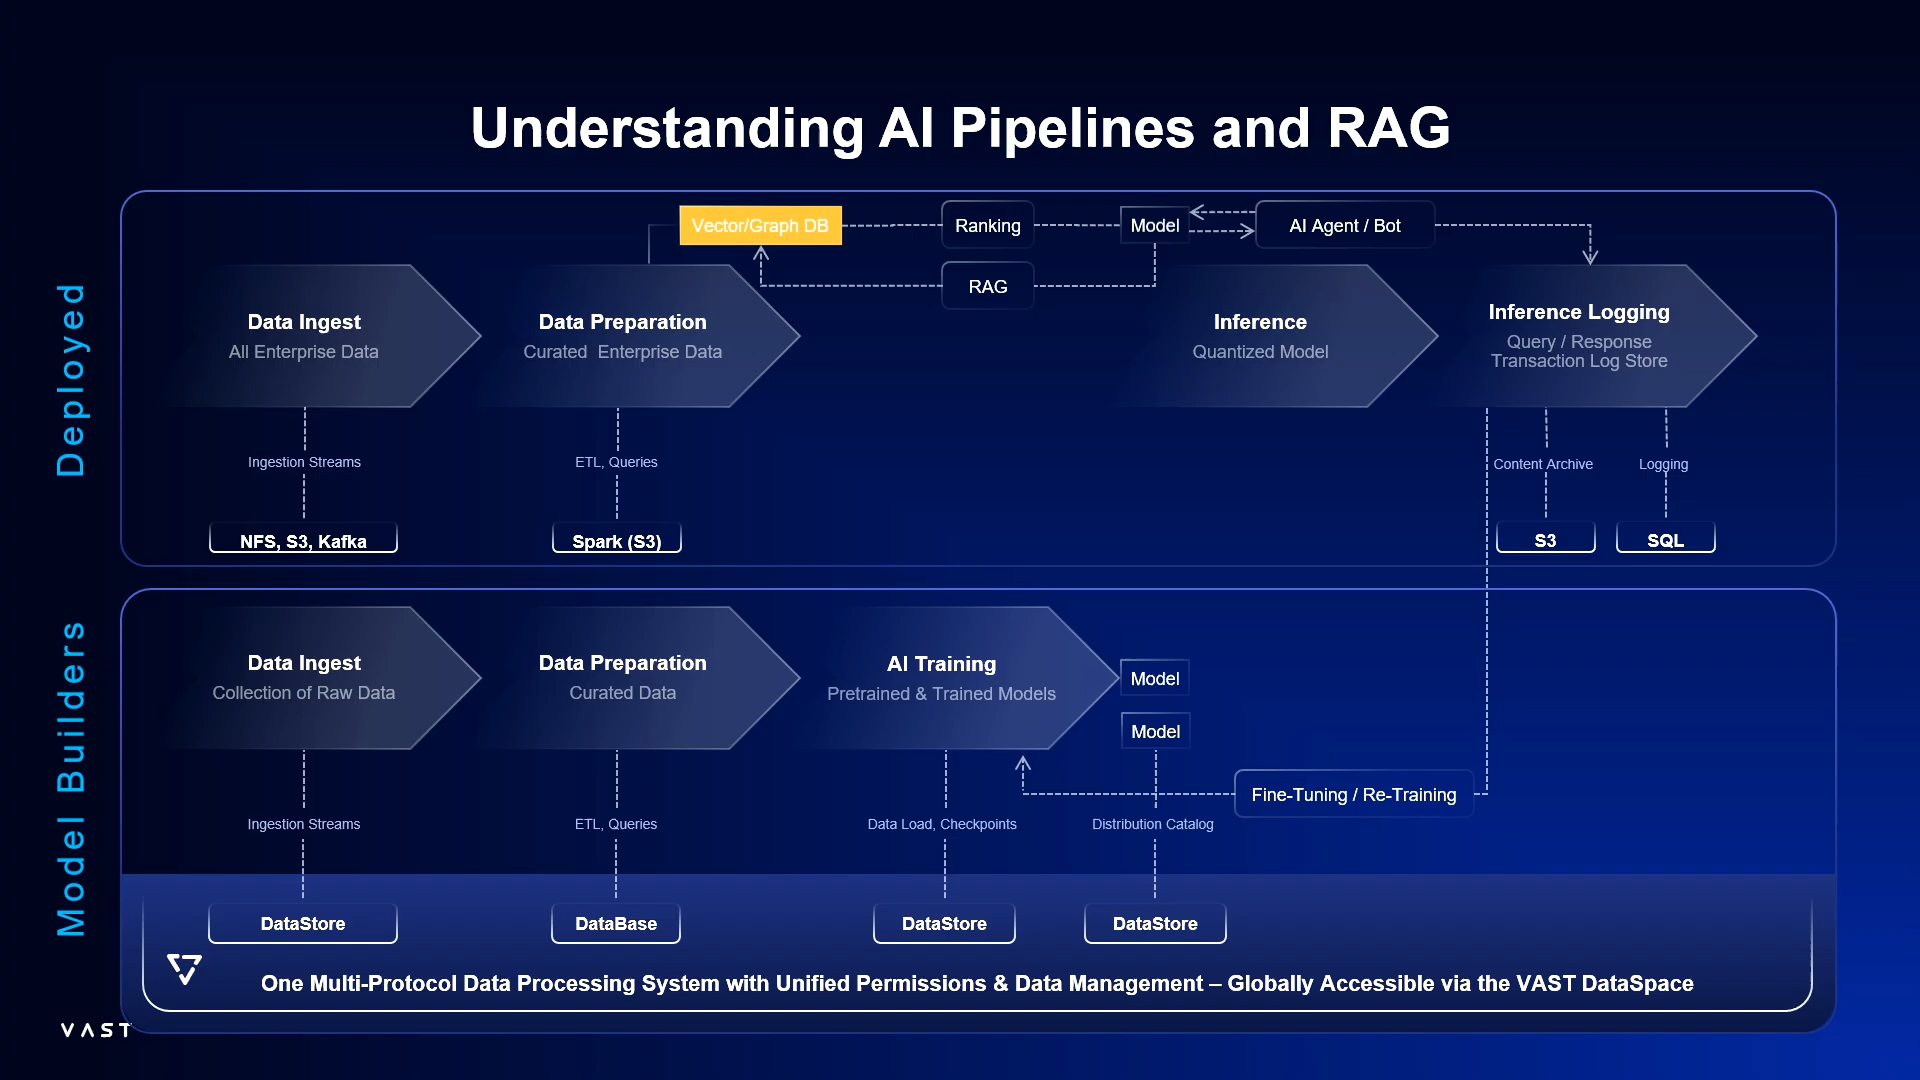 Understanding AI Pipelines and RAG
Deployed
Vector/Graph DB
Ranking
Model
AI Agent / Bot
RAG
Data Ingest
All Enterprise Data
Data Preparation
Curated Enterprise Data
Inference
Quantized Model
Inference Logging
Query / Response
Transaction Log Store
Ingestion Streams
ETL, Queries
Content Archive
Logging
NFS, S3, Kafka
Spark (S3)
S3
SQL
Model Builders
Data Ingest
Collection of Raw Data
Data Preparation
Curated Data
AI Training
Pretrained & Trained Models
Model
Model
Fine-Tuning / Re-Training
Ingestion Streams
ETL, Queries
Data Load, Checkpoints
Distribution Catalog
DataStore
DataBase
DataStore
DataStore
One Multi-Protocol Data Processing System with Unified Permissions & Data Management – Globally Accessible via the VAST DataSpace
VAST